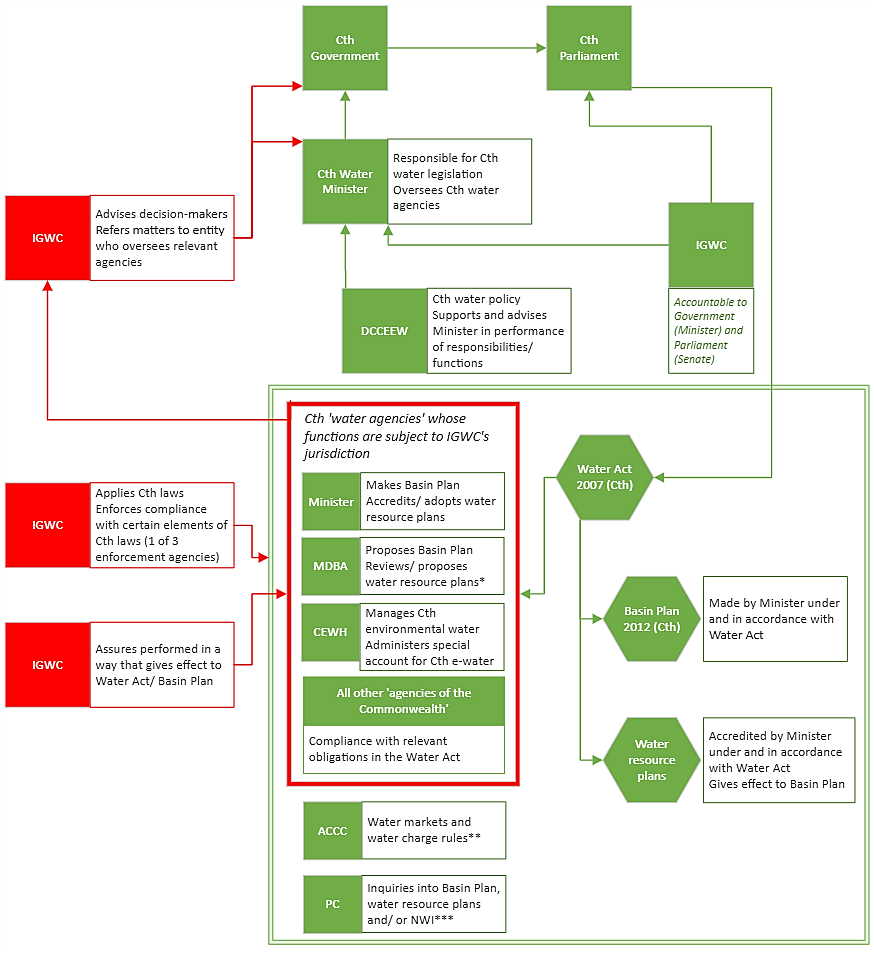 Cth
Government
Cth
Parliament
Cth Water
Minister
Responsible for Cth
water legislation
Oversees Cth water
agencies
IGWC
Advises decision-makers
Refers matters to entity
who oversees relevant
agencies
IGWC
Accountable to
Government
(Minister) and
Parliament
(Senate)
DCCEEW
Cth water policy
Supports and advises
Minister in performance
of responsibilities/
functions
Cth 'water agencies' whose
functions are subject to IGWC's
jurisdiction
Minister
Makes Basin Plan
Accredits/ adopts water
resource plans
MDBA
Proposes Basin Plan
Reviews/ proposes
water resource plans*
CEWH
Manages Cth
environmental water
Administers special
account for Cth e-water
All other 'agencies of the
Commonwealth'
Compliance with relevant
obligations in the Water Act
ACCC
Water markets and
water charge rules**
PC
Inquiries into Basin Plan,
water resource plans
and/ or NWI***
IGWC
Applies Cth laws
Enforces compliance
with certain elements of
Cth laws (1 of 3
enforcement agencies)
IGWC
Assures performed in a
way that gives effect to
Water Act/ Basin Plan
Water Act
2007 (Cth)
Basin Plan
2012 (Cth)
Made by Minister under
and in accordance with
Water Act
Water
resource
plans
Accredited by Minister
under and in accordance
with Water Act
Gives effect to Basin Plan